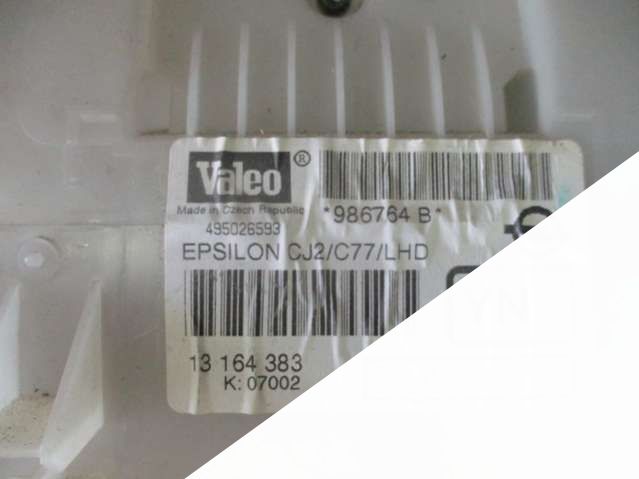 Valeo ®
Made in Czech Republic
*986764 B*
495026593
EPSILON CJ2/C77/LHD
13 164 383
K: 07002